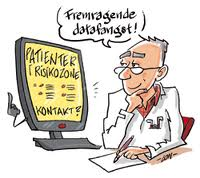 Fremragende
datafangst!
PATIENTER
I RISIKOZONE
KONTAKT?